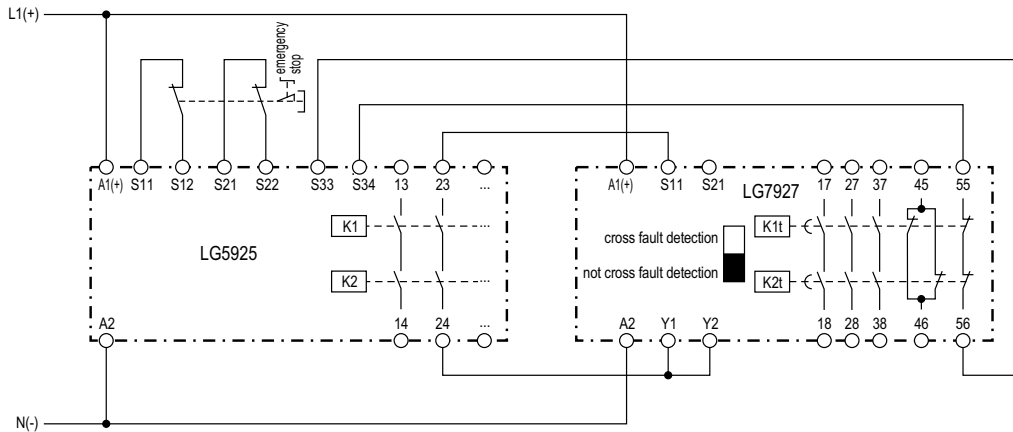 L1(+)
emergency
stop
A1(+) S11 S12 S21 S22 S33 S34 13 23 ...
A1(+) S11 S21 17 27 37 45 55
LG7927
K1 ...
K1t
LG5925
cross fault detection
not cross fault detection
K2 ...
K2t
A2 14 24 ...
A2 Y1 Y2 18 28 38 46 56
N(-)